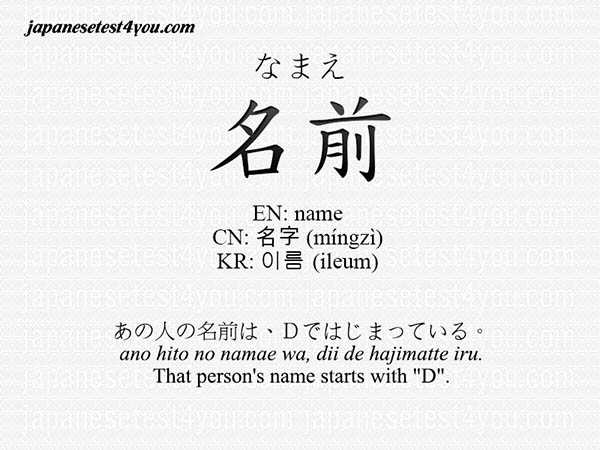 japanesetest4you.com
なまえ
名前
EN: name
CN: 名字 (míngzì)
KR: 이름 (ileum)
あの人の名前は、Ｄではじまっている。
ano hito no namae wa, dii de hajimatte iru.
That person's name starts with "D".